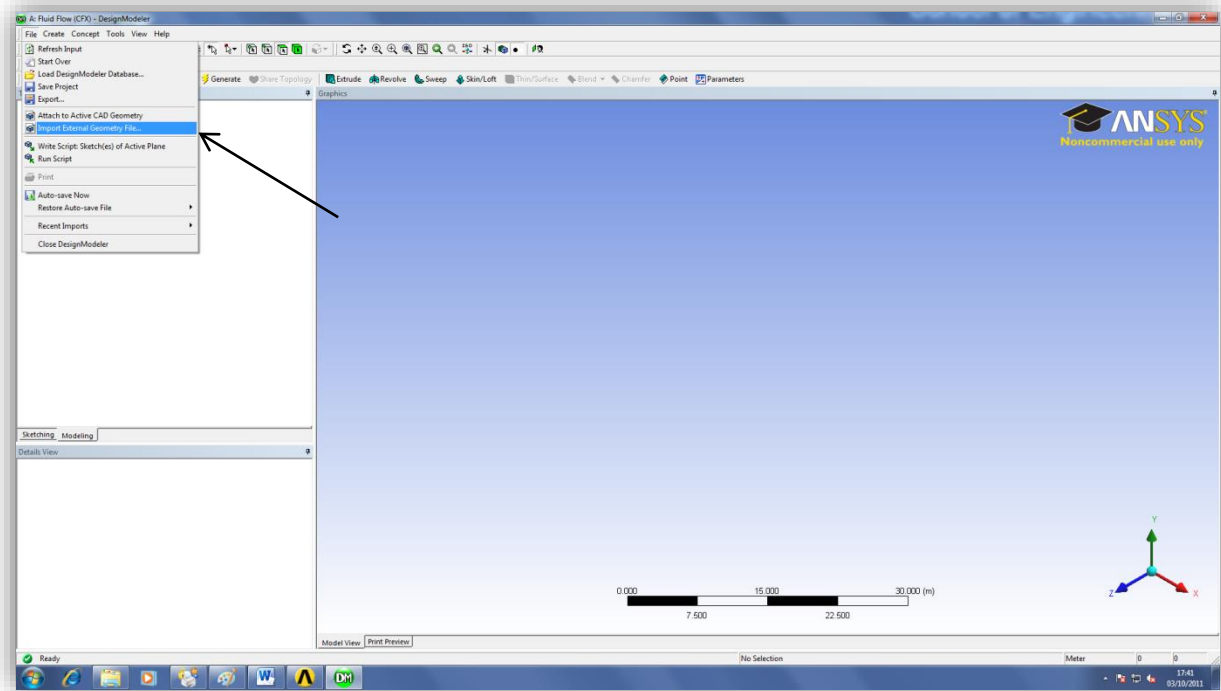 A: Fluid Flow (CFX) - DesignModeler
File Create Concept Tools View Help
Refresh Input
Start Over
Load DesignModeler Database...
Save Project
Export...
Attach to Active CAD Geometry
Import External Geometry File...
Write Script: Sketch(es) of Active Plane
Run Script
Print
Auto-save Now
Restore Auto-save File
Recent Imports
Close DesignModeler
Generate Share Topology Extrude Revolve Sweep Skin/Loft Thin/Surface Blend Chamfer Point Parameters
Graphics
ANSYS
Noncommercial use only
Sketching Modeling
Details View
Y
Z X
0.000 15.000 30.000 (m)
7.500 22.500
Model View Print Preview
Ready No Selection Meter 0 0
W DM
17:41
03/10/2011